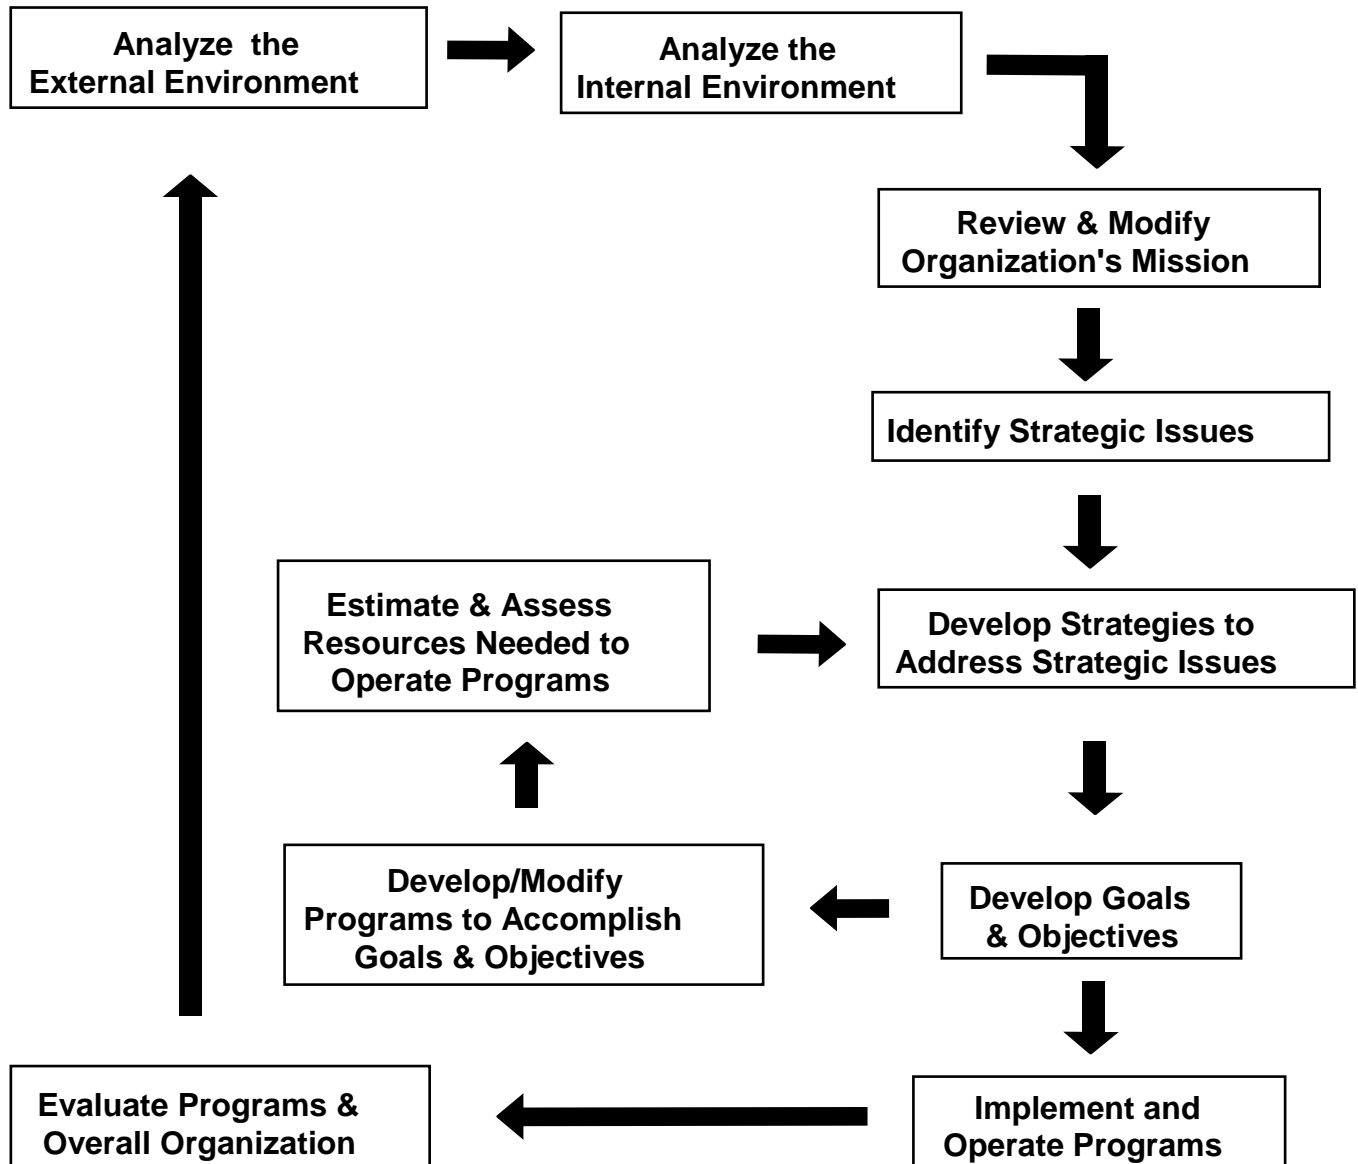 Analyze  the
External Environment
Analyze the
Internal Environment
Review & Modify
Organization's Mission
Identify Strategic Issues
Estimate & Assess
Resources Needed to
Operate Programs
Develop Strategies to
Address Strategic Issues
Develop/Modify
Programs to Accomplish
Goals & Objectives
Develop Goals
& Objectives
Evaluate Programs &
Overall Organization
Implement and
Operate Programs